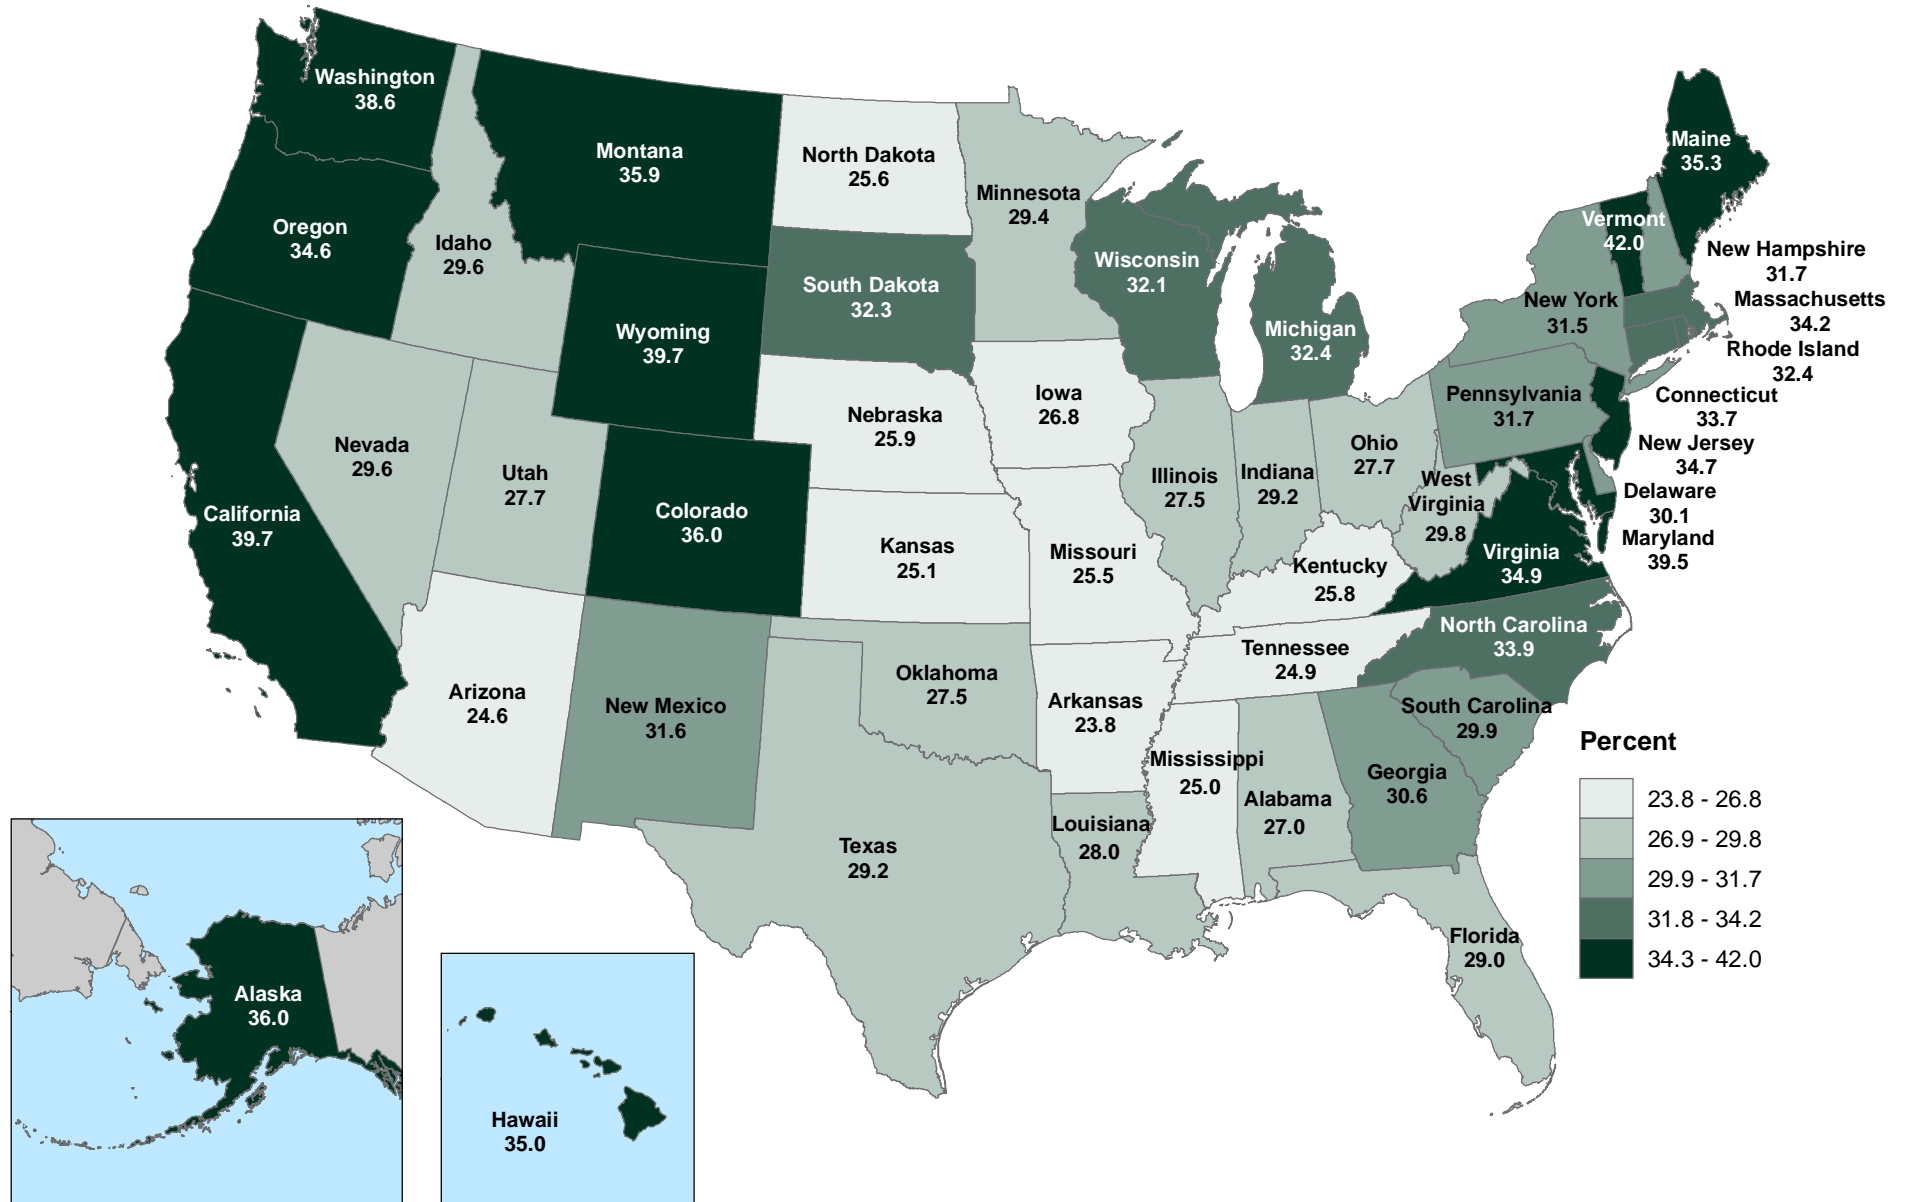 Washington
38.6
Montana
35.9
North Dakota
25.6
Minnesota
29.4
Maine
35.3
Oregon
34.6
Idaho
29.6
South Dakota
32.3
Wisconsin
32.1
Vermont
42.0
New Hampshire
31.7
Wyoming
39.7
Michigan
32.4
New York
31.5
Massachusetts
34.2
Rhode Island
32.4
Connecticut
33.7
Nebraska
25.9
Iowa
26.8
Pennsylvania
31.7
New Jersey
34.7
Nevada
29.6
Utah
27.7
Illinois
27.5
Indiana
29.2
Ohio
27.7
West
Virginia
29.8
Delaware
30.1
Maryland
39.5
California
39.7
Colorado
36.0
Kansas
25.1
Missouri
25.5
Kentucky
25.8
Virginia
34.9
North Carolina
33.9
Tennessee
24.9
Arizona
24.6
New Mexico
31.6
Oklahoma
27.5
Arkansas
23.8
South Carolina
29.9
Mississippi
25.0
Alabama
27.0
Georgia
30.6
Texas
29.2
Louisiana
28.0
Florida
29.0
Alaska
36.0
Hawaii
35.0
Percent
23.8 - 26.8
26.9 - 29.8
29.9 - 31.7
31.8 - 34.2
34.3 - 42.0